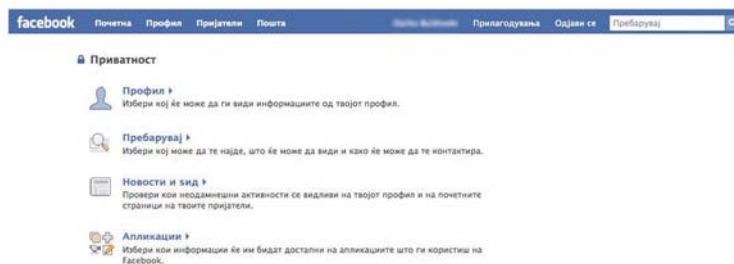 facebook Почетна Профил Пријатели Пошта Прилагодувања Одјави се Пребарувај
Приватност
Профил
Избери кој ќе може да ги види информациите од твојот профил.
Пребарувај
Избери кој може да те најде, што ќе може да види и како ќе може да те контактира.
Новости и ѕид
Провери кои неодамнешни активности се видливи на твојот профил и на почетните
страници на твоите пријатели.
Апликации
Избери кои информации ќе им бидат достапни на апликациите што ги користиш на
Facebook.